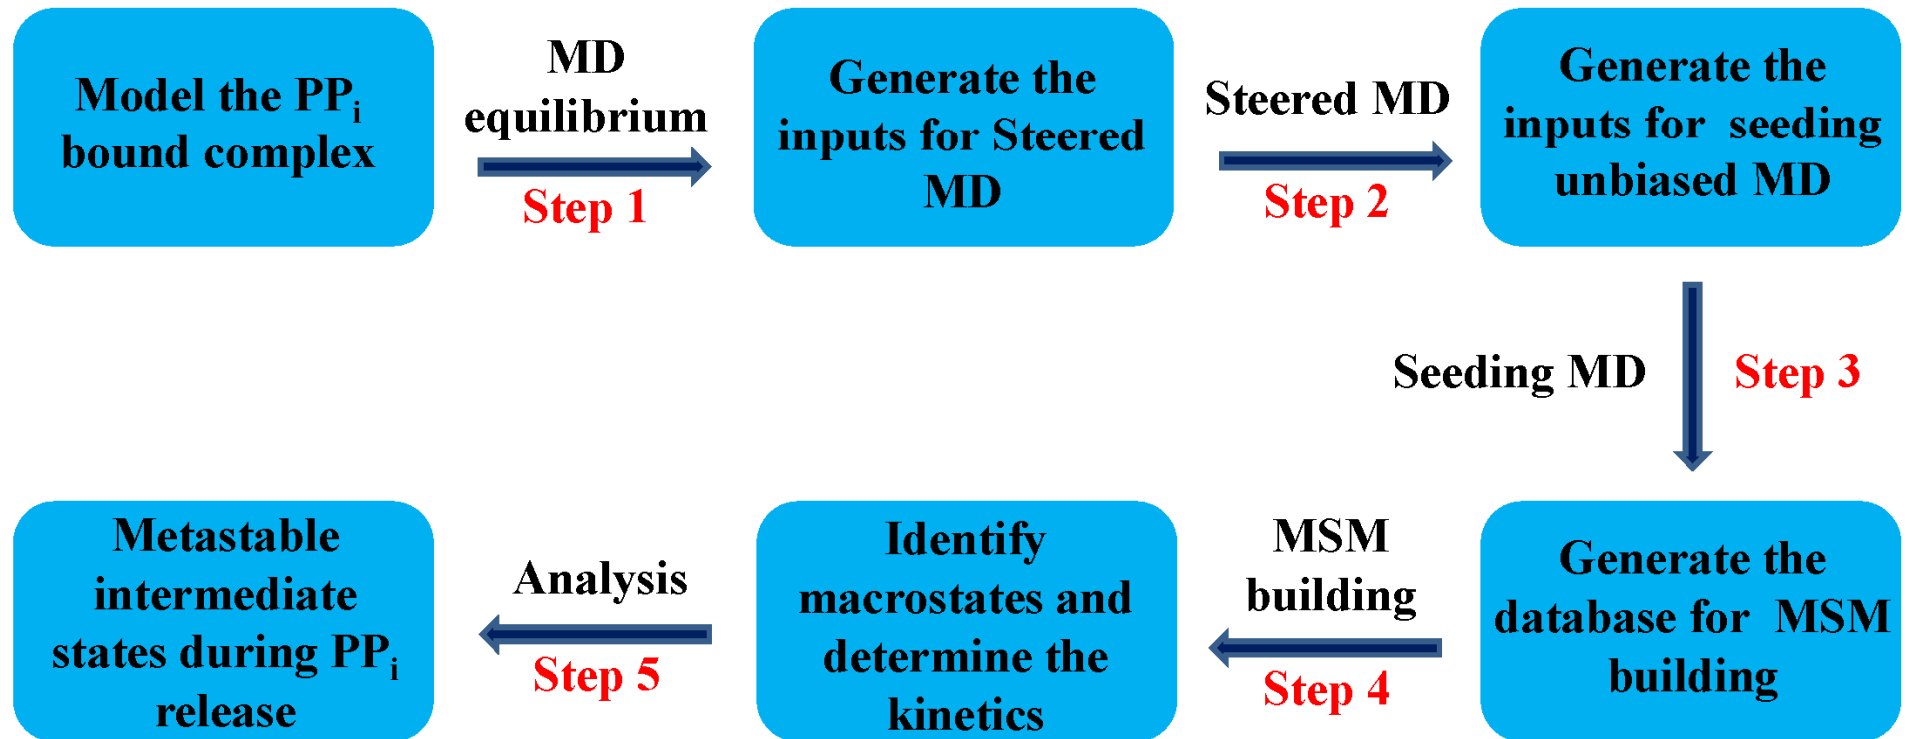 Model the PPi
bound complex
MD
equilibrium
Step 1
Generate the
inputs for Steered
MD
Steered MD
Step 2
Generate the
inputs for seeding
unbiased MD
Seeding MD
Step 3
Generate the
database for MSM
building
MSM
building
Step 4
Identify
macrostates and
determine the
kinetics
Analysis
Step 5
Metastable
intermediate
states during PPi
release